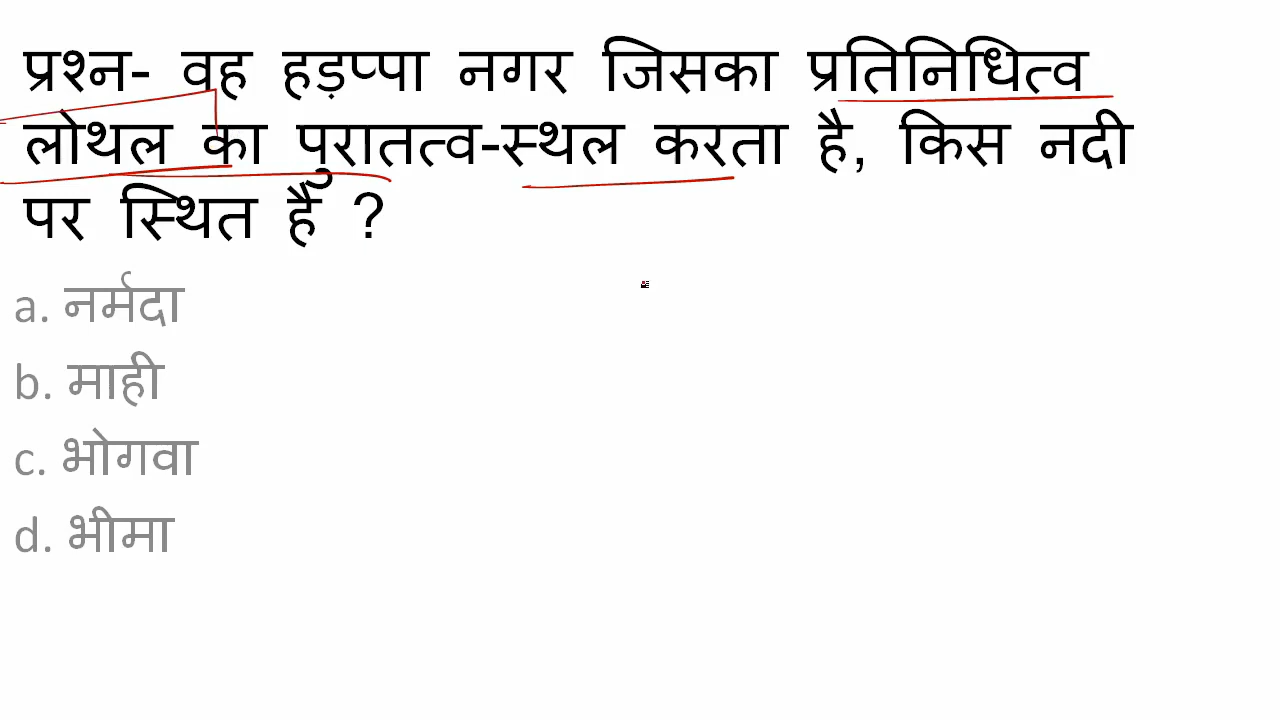 प्रश्न- वह हड़प्पा नगर जिसका प्रतिनिधित्व
लोथल का पुरातत्व-स्थल करता है, किस नदी
पर स्थित है ?
a. नर्मदा
b. माही
c. भोगवा
d. भीमा